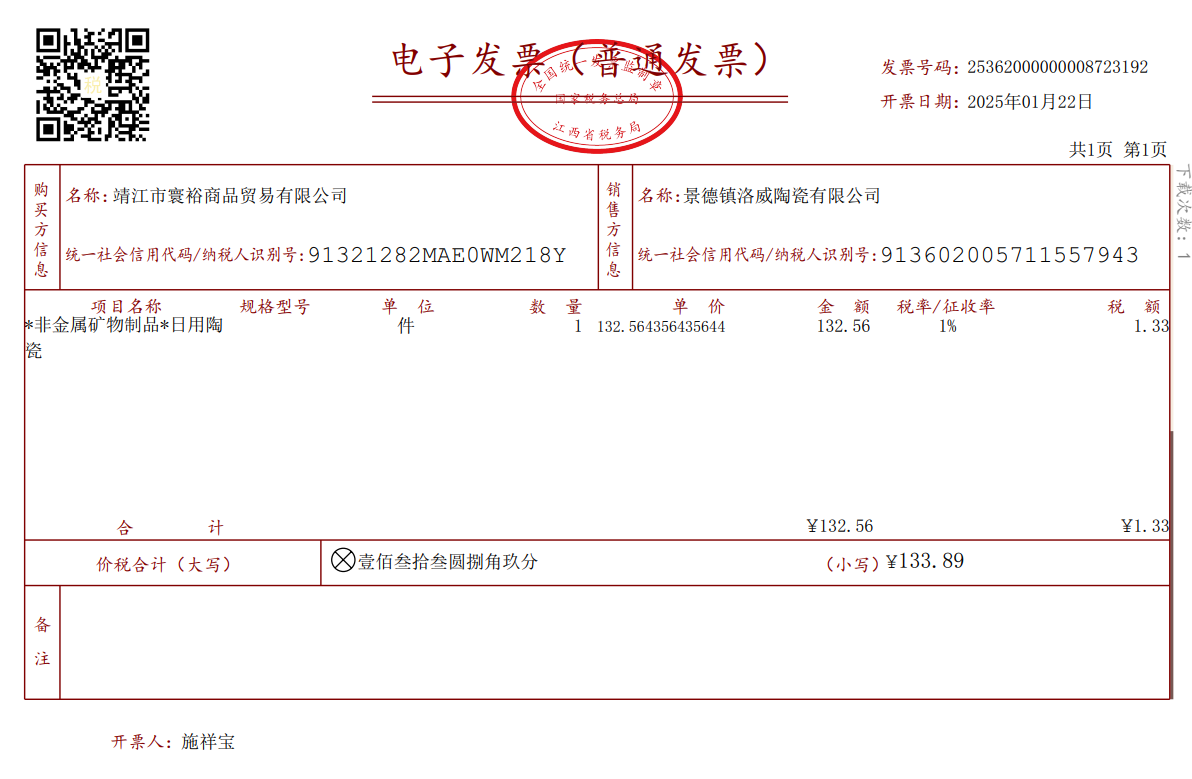 电子发票（普通发票）
全国统一发票监制章
国家税务总局
江西省税务局
税
发票号码：25362000000008723192
开票日期：2025年01月22日
共1页 第1页
下载次数：1
购买方信息
名称：靖江市寰裕商品贸易有限公司
统一社会信用代码/纳税人识别号：91321282MAE0WM218Y
销售方信息
名称：景德镇洛威陶瓷有限公司
统一社会信用代码/纳税人识别号：913602005711557943
项目名称 规格型号 单 位 数 量 单 价 金 额 税率/征收率 税 额
*非金属矿物制品*日用陶 件 1 132.564356435644 132.56 1% 1.33
瓷
合 计 ¥132.56 ¥1.33
价税合计（大写） ⊗壹佰叁拾叁圆捌角玖分 （小写）¥133.89
备注
开票人：施祥宝